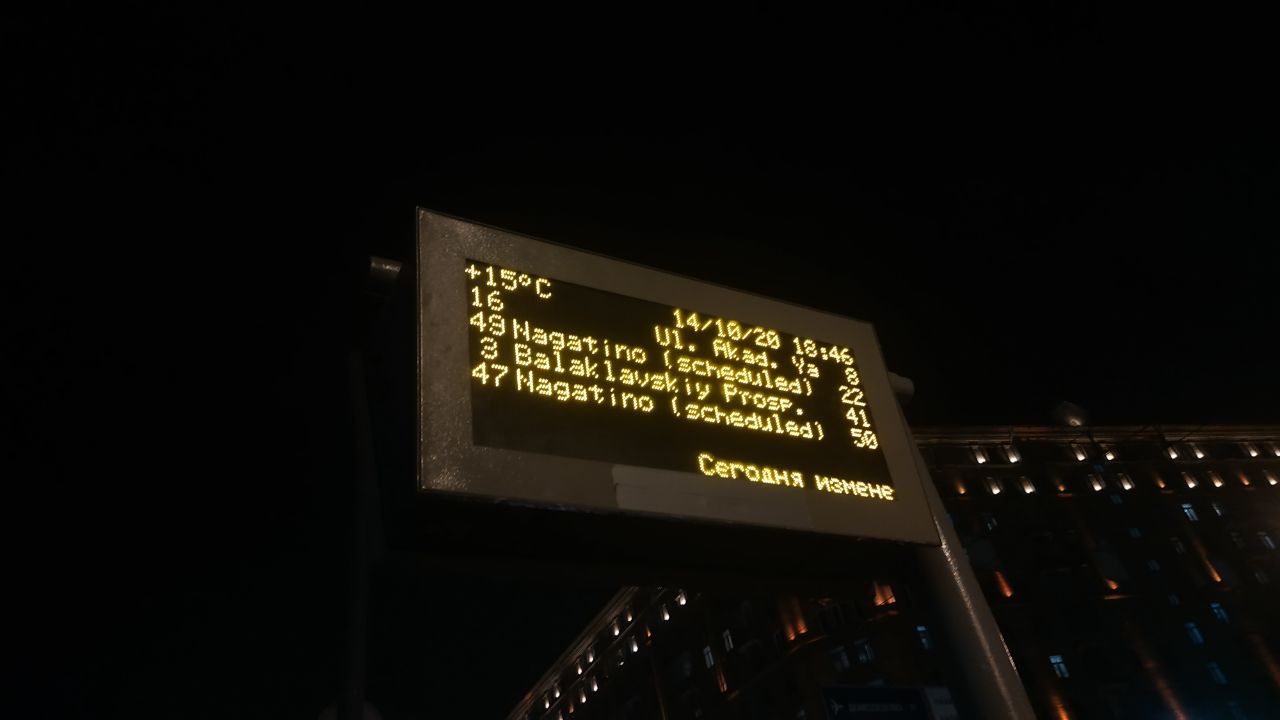 +15°C 14/10/20 18:46
16 Ul. Akad. Ya 8
49 Nagatino (scheduled) 22
3 Balaklavskiy Prosp. 41
47 Nagatino (scheduled) 50
Сегодня измене